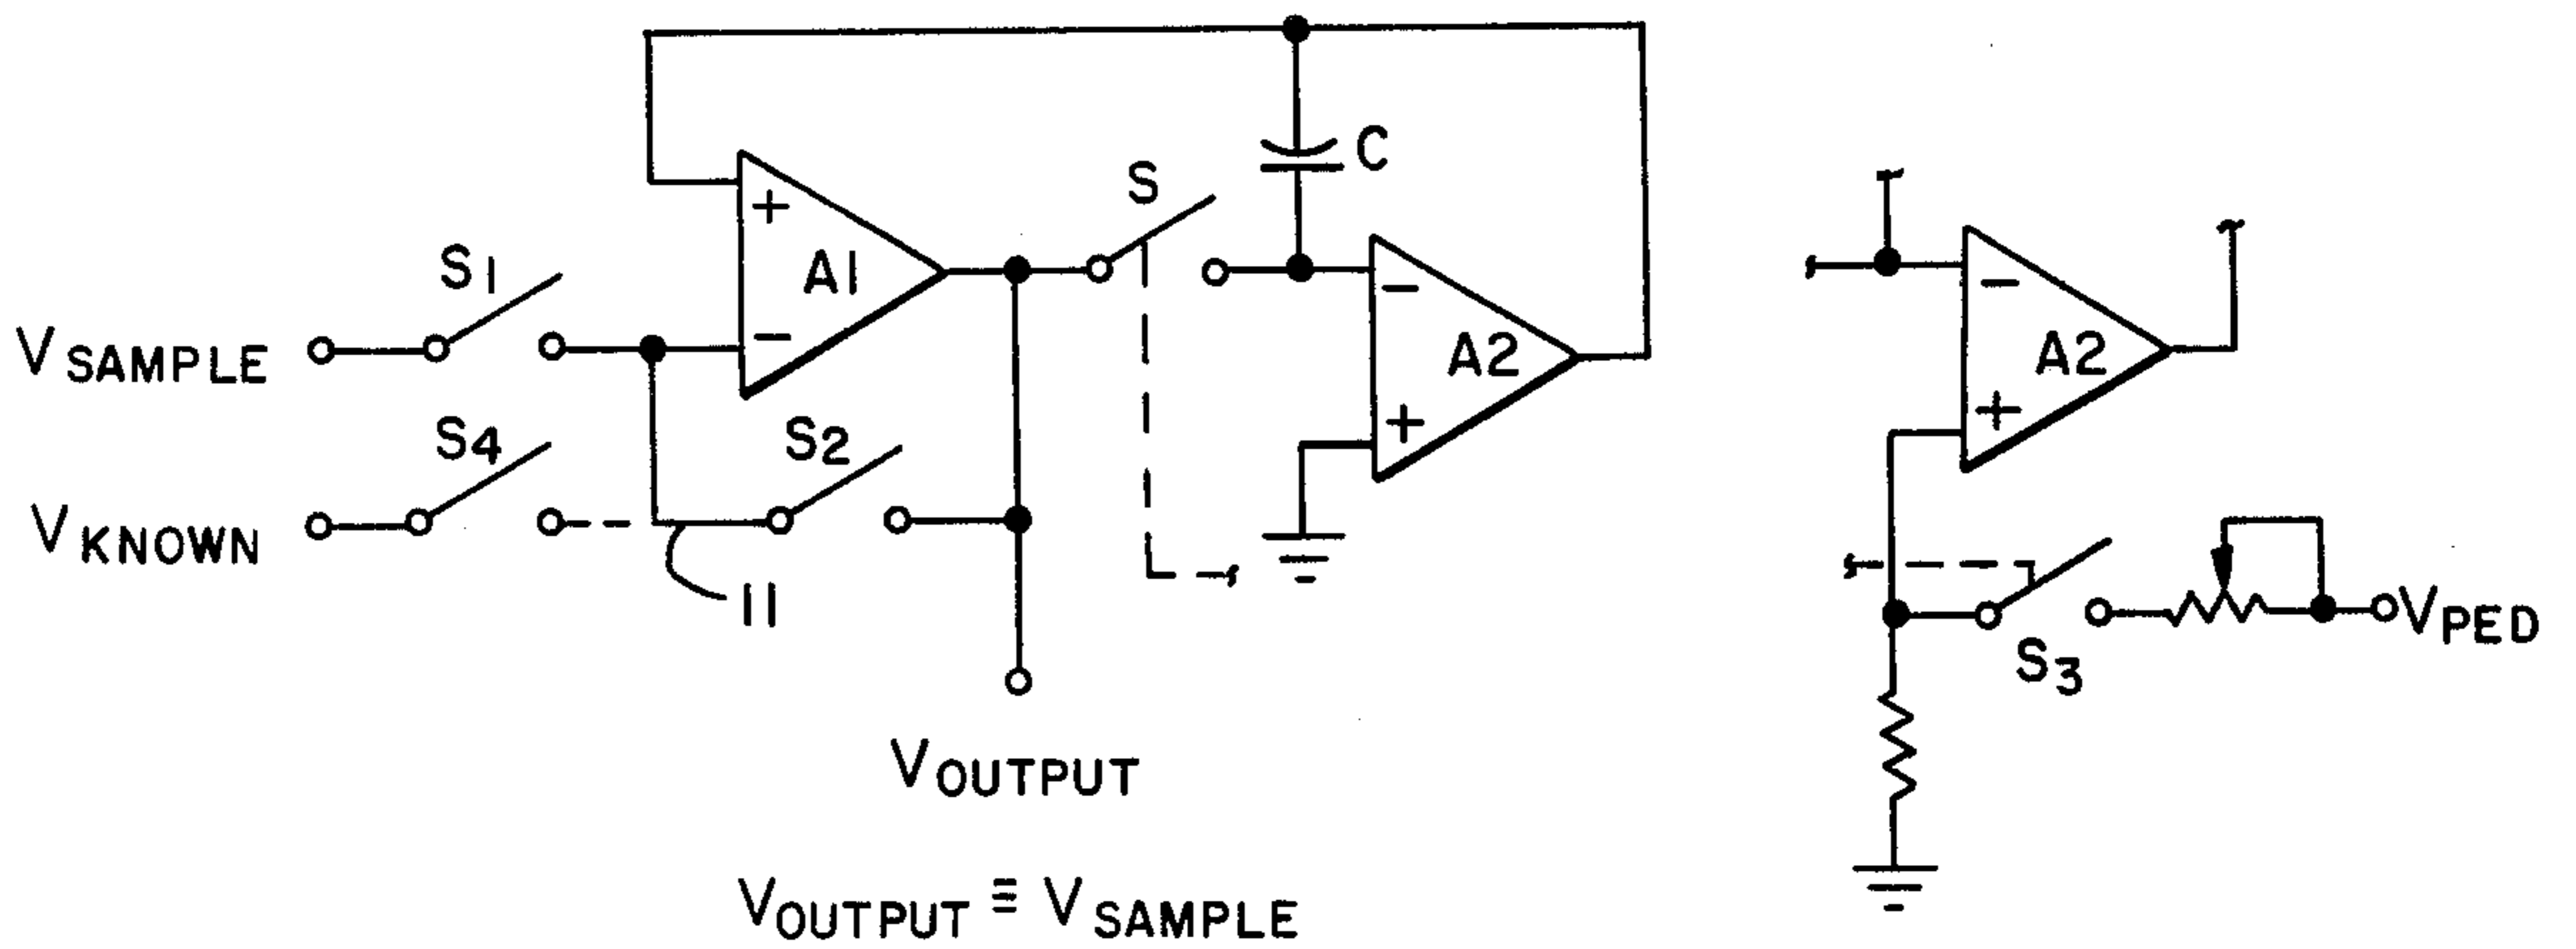 C
S
+
A1
S1
VSAMPLE
−
−
A2
+
S4
S2
VKNOWN
11
VOUTPUT
VOUTPUT ≡ VSAMPLE
−
A2
+
S3
VPED